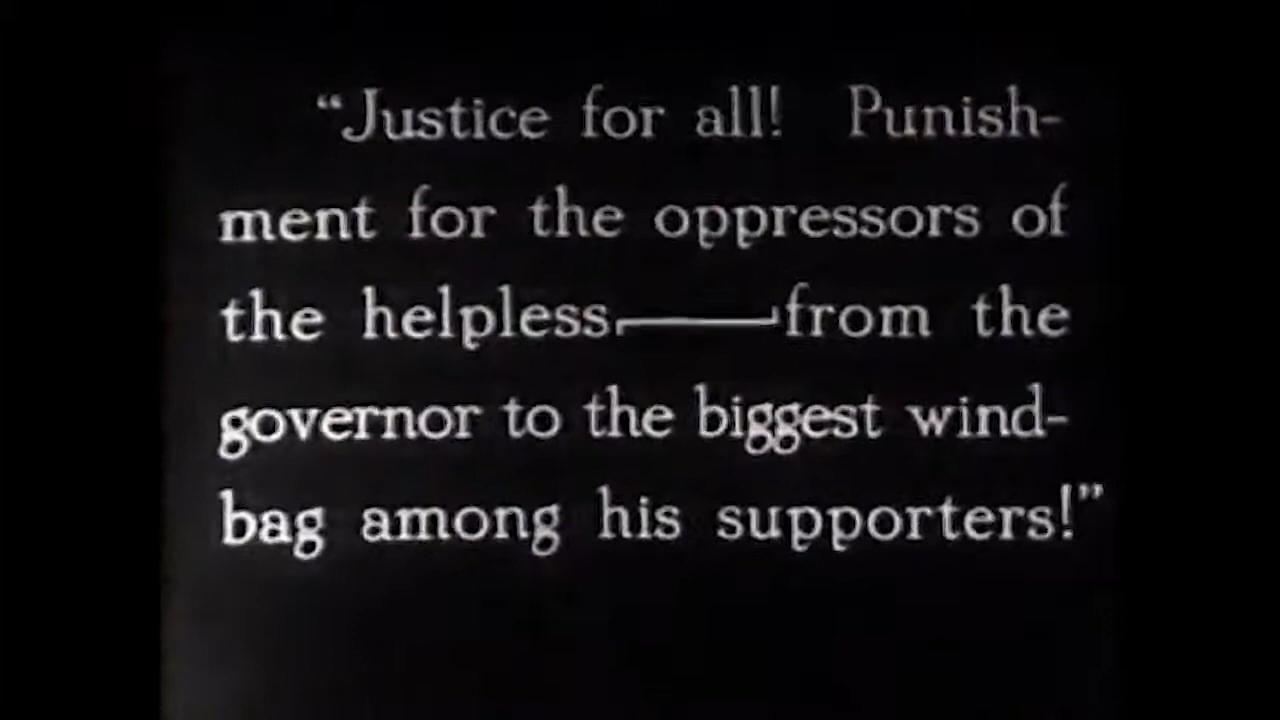 “Justice for all! Punish-
ment for the oppressors of
the helpless——from the
governor to the biggest wind-
bag among his supporters!”